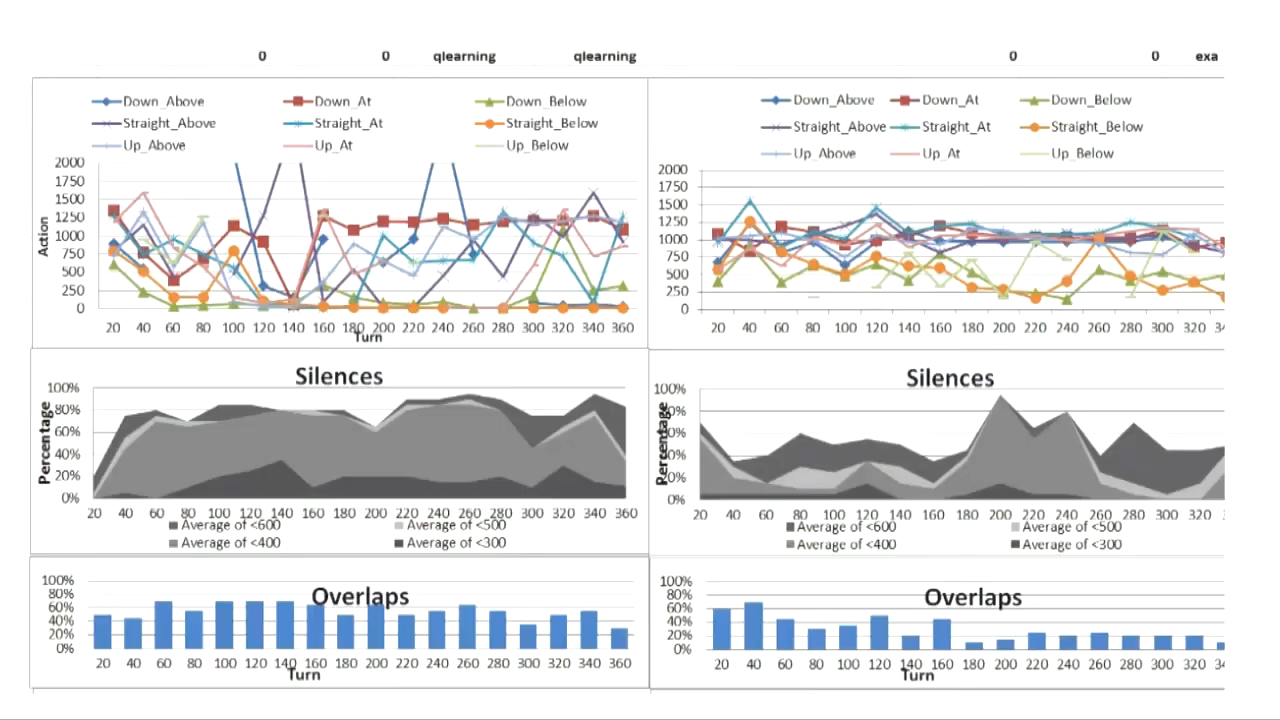 0 0 qlearning qlearning
Down_Above Down_At Down_Below
Straight_Above Straight_At Straight_Below
Up_Above Up_At Up_Below
2000
1750
1500
1250
1000
750
500
250
0
Action
20 40 60 80 100 120 140 160 180 200 220 240 260 280 300 320 340 360
Turn
Silences
100%
80%
60%
40%
20%
0%
Percentage
20 40 60 80 100 120 140 160 180 200 220 240 260 280 300 320 340 360
Average of <600 Average of <500
Average of <400 Average of <300
Overlaps
100%
80%
60%
40%
20%
0%
20 40 60 80 100 120 140 160 180 200 220 240 260 280 300 320 340 360
Turn
0 0 exa
Down_Above Down_At Down_Below
Straight_Above Straight_At Straight_Below
Up_Above Up_At Up_Below
2000
1750
1500
1250
1000
750
500
250
0
20 40 60 80 100 120 140 160 180 200 220 240 260 280 300 320 34
Silences
100%
80%
60%
40%
20%
0%
Percentage
20 40 60 80 100 120 140 160 180 200 220 240 260 280 300 320
Average of <600 Average of <500
Average of <400 Average of <300
Overlaps
100%
80%
60%
40%
20%
0%
20 40 60 80 100 120 140 160 180 200 220 240 260 280 300 320 34
Turn